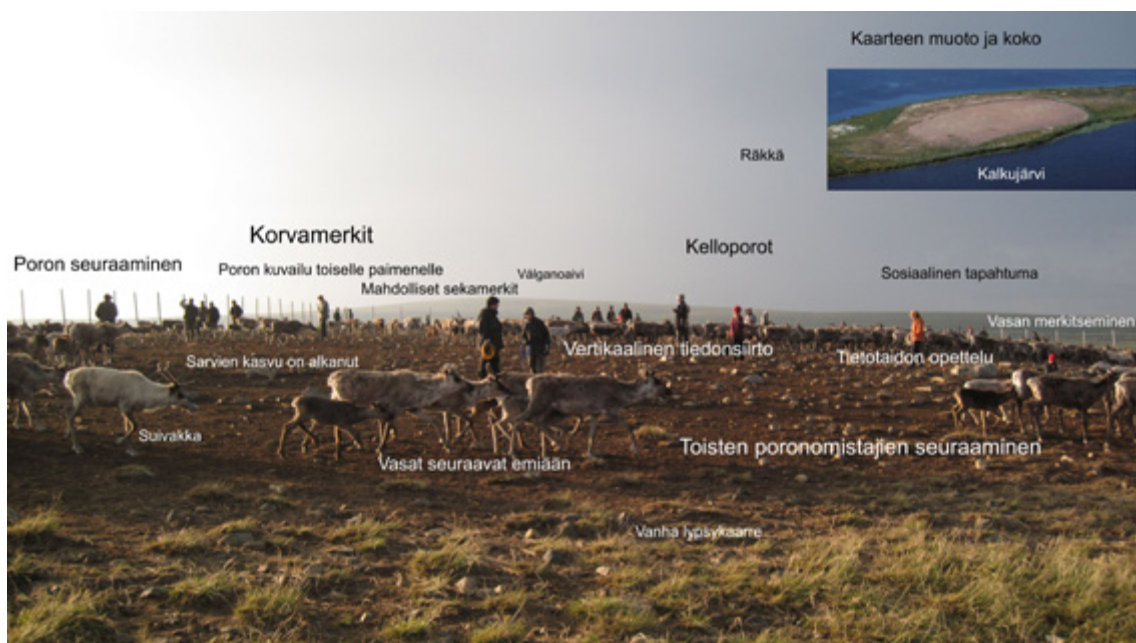 Kaarteen muoto ja koko
Räkkä
Kalkujärvi
Korvamerkit
Kelloporot
Poron seuraaminen
Poron kuvailu toiselle paimenelle
Välganoaivi
Sosiaalinen tapahtuma
Mahdolliset sekamerkit
Vasan merkitseminen
Vertikaalinen tiedonsiirto
Tietotaidon opettelu
Sarvien kasvu on alkanut
Suivakka
Toisten poronomistajien seuraaminen
Vasat seuraavat emiään
Vanha lypsykaarre